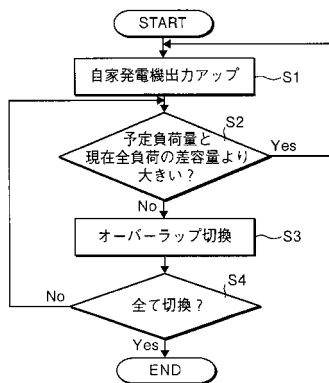 START
自家発電機出力アップ
S1
S2
予定負荷量と
現在全負荷の差容量より
大きい?
Yes
No
オーバーラップ切換
S3
S4
No
全て切換?
Yes
END